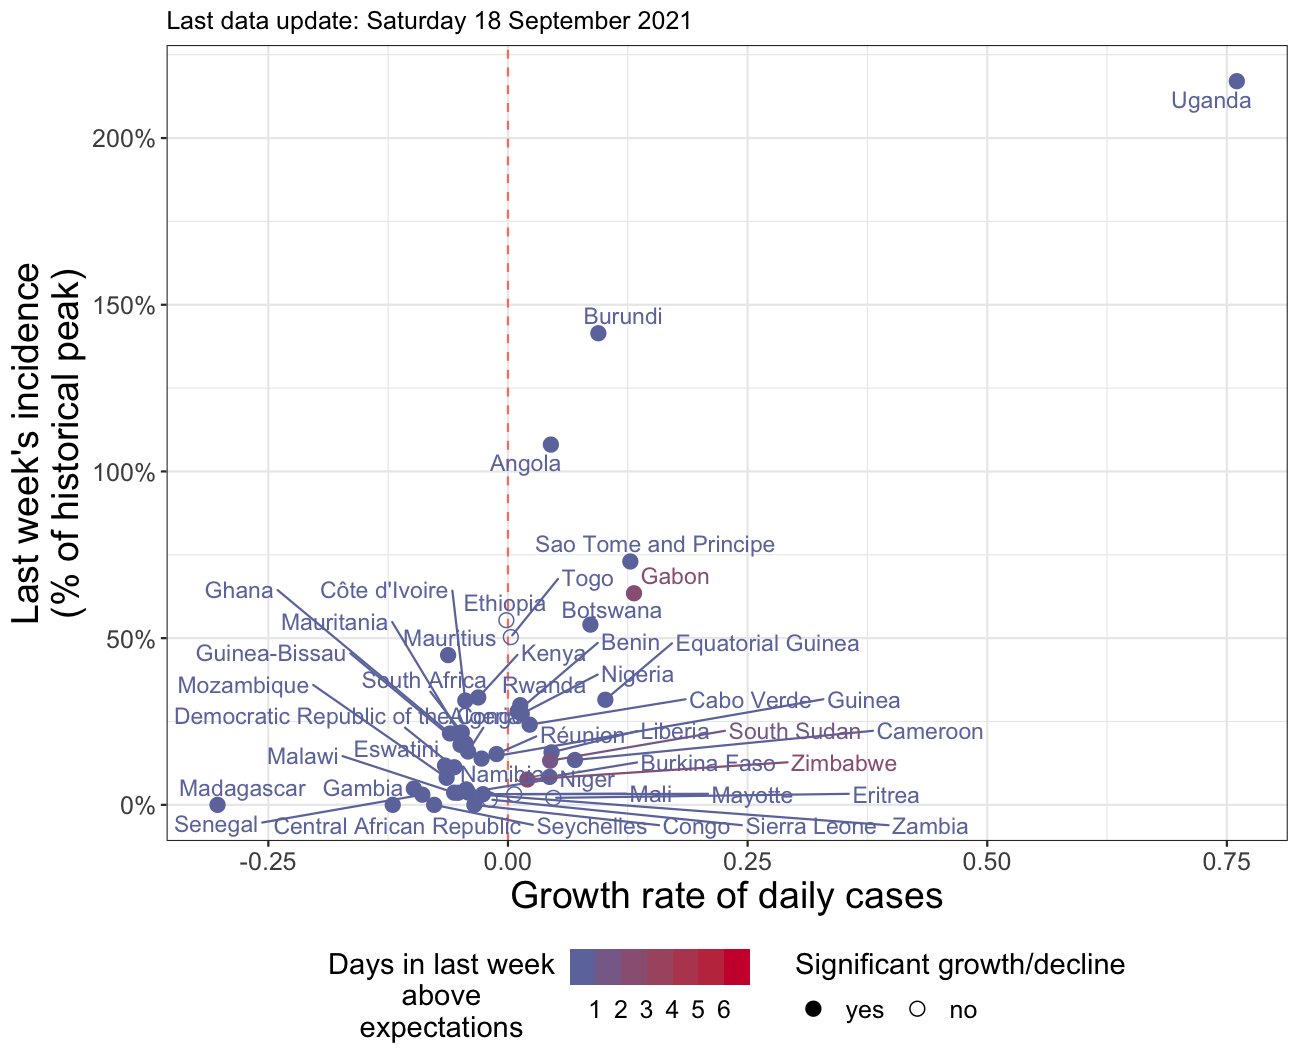 Last data update: Saturday 18 September 2021
Last week's incidence
(% of historical peak)
200%
150%
100%
50%
0%
Uganda
Burundi
Angola
Sao Tome and Principe
Gabon
Togo
Ghana
Côte d'Ivoire
Ethiopia
Botswana
Mauritania
Mauritius
Benin
Equatorial Guinea
Guinea-Bissau
Kenya
South Africa
Nigeria
Mozambique
Rwanda
Cabo Verde
Guinea
Democratic Republic of the Congo
Algeria
Réunion
Liberia
South Sudan
Cameroon
Eswatini
Malawi
Burkina Faso
Zimbabwe
Namibia
Niger
Madagascar
Gambia
Mali
Mayotte
Eritrea
Senegal
Central African Republic
Seychelles
Congo
Sierra Leone
Zambia
-0.25
0.00
0.25
0.50
0.75
Growth rate of daily cases
Days in last week
above
expectations
1 2 3 4 5 6
Significant growth/decline
yes
no